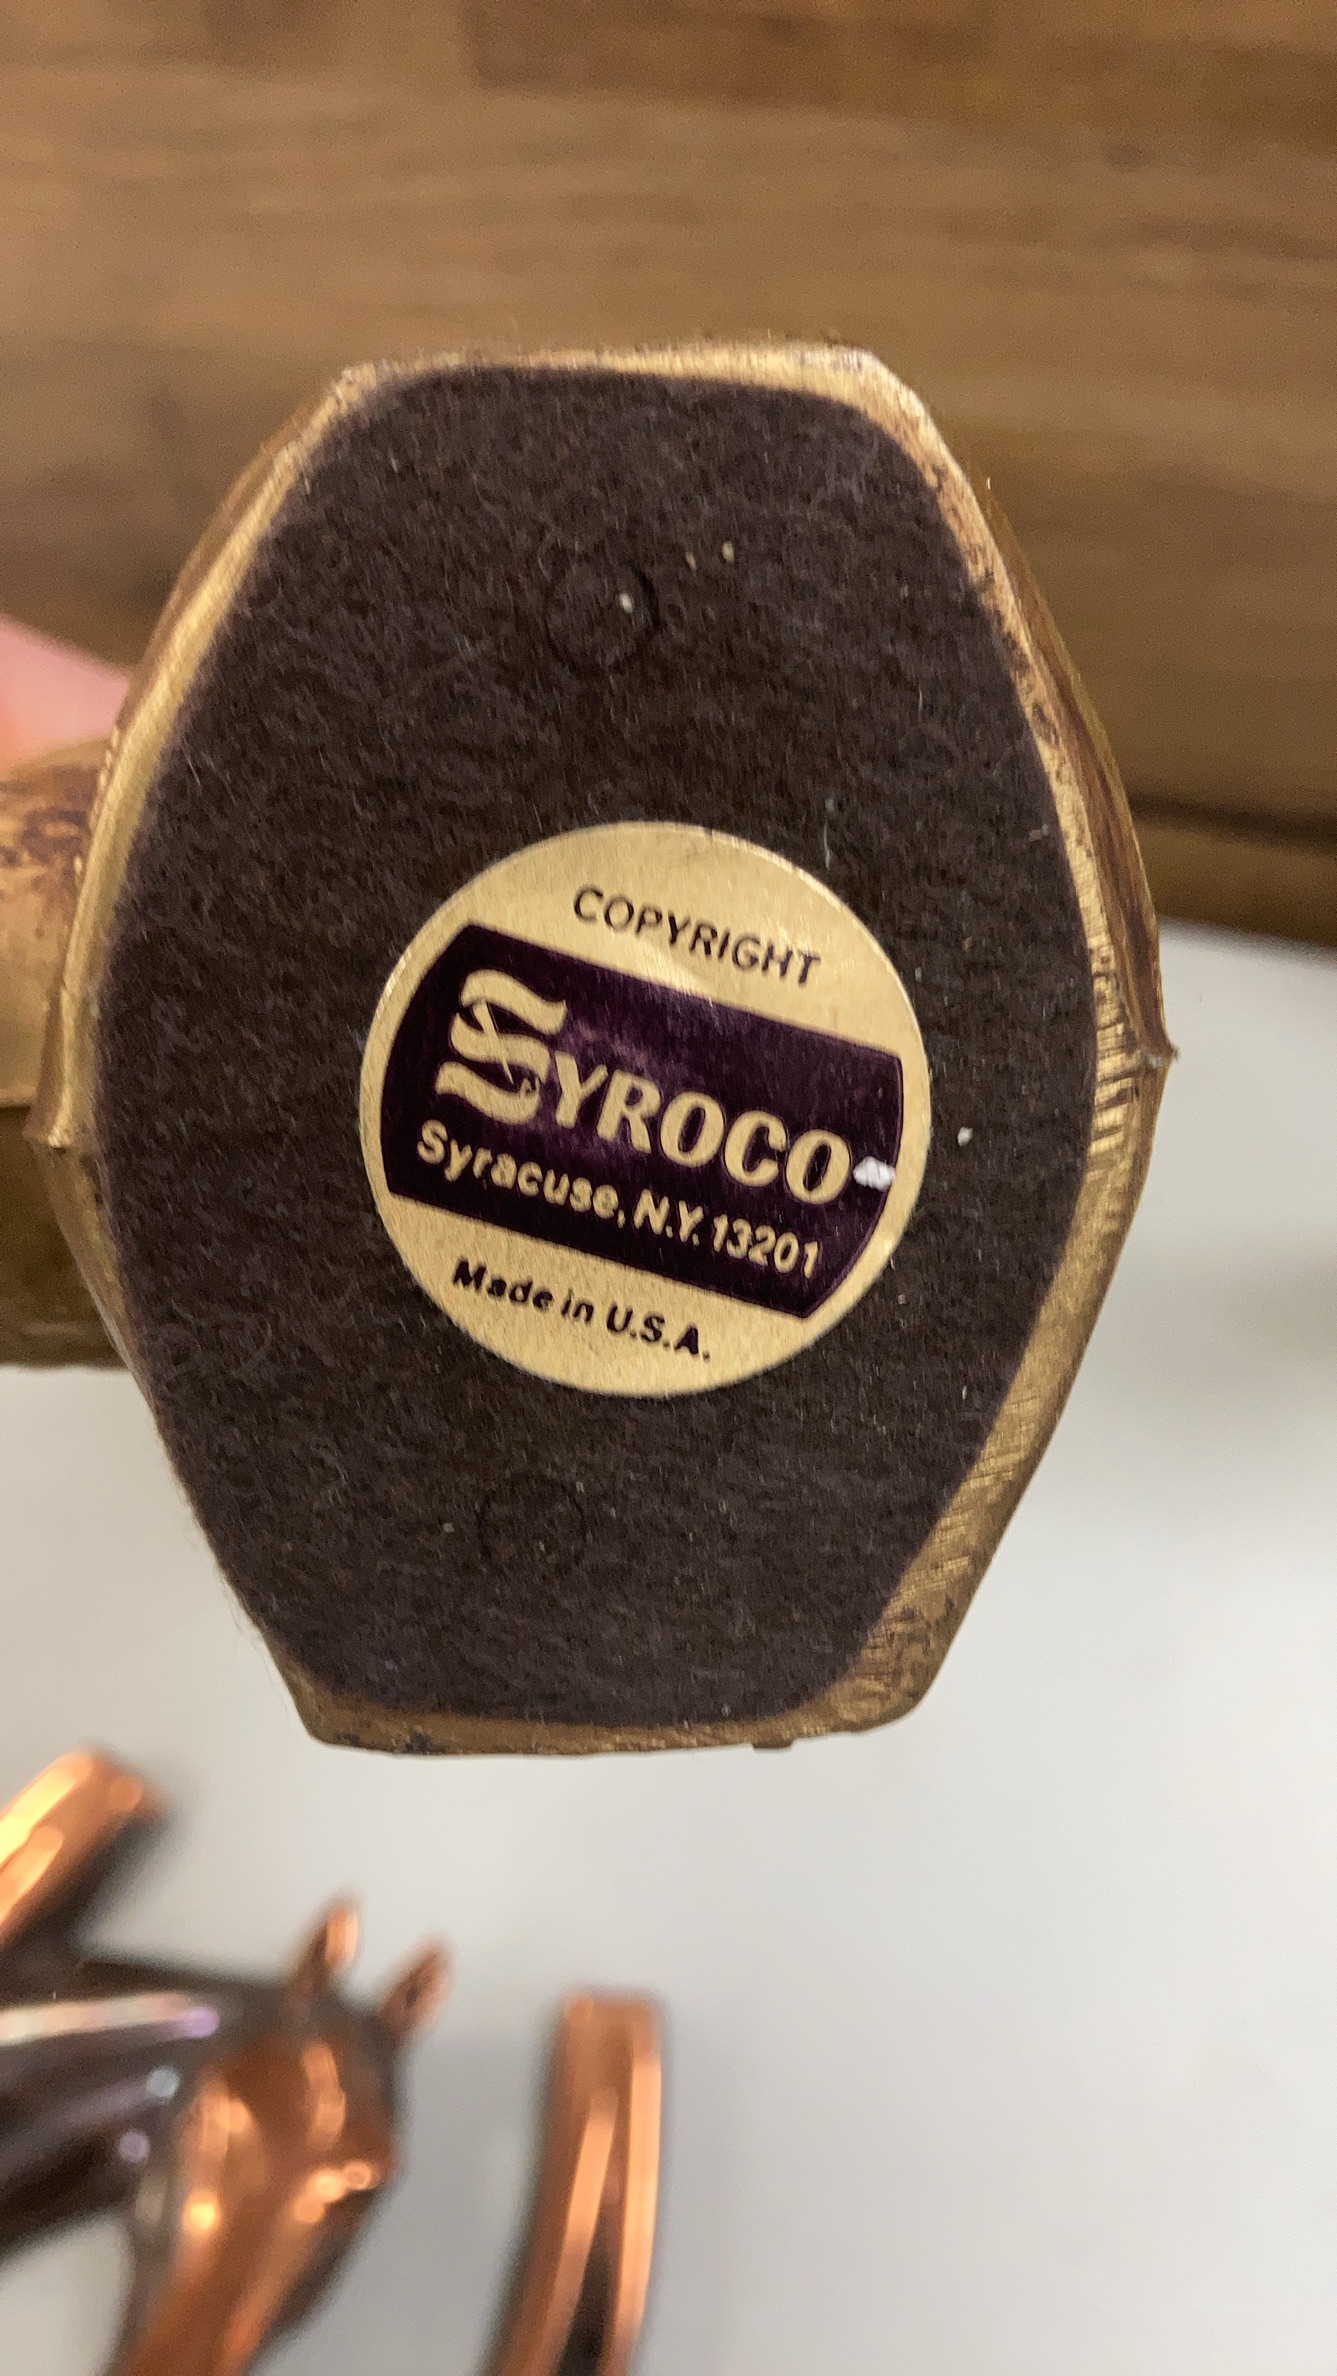 COPYRIGHT
SYROCO
Syracuse, N.Y. 13201
Made in U.S.A.